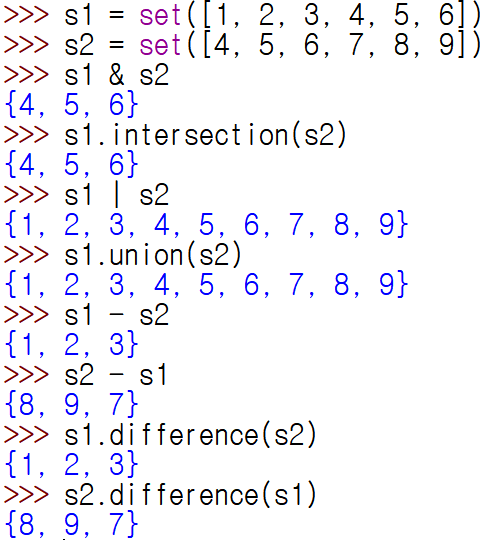 >>> s1 = set([1, 2, 3, 4, 5, 6])
>>> s2 = set([4, 5, 6, 7, 8, 9])
>>> s1 & s2
{4, 5, 6}
>>> s1.intersection(s2)
{4, 5, 6}
>>> s1 | s2
{1, 2, 3, 4, 5, 6, 7, 8, 9}
>>> s1.union(s2)
{1, 2, 3, 4, 5, 6, 7, 8, 9}
>>> s1 - s2
{1, 2, 3}
>>> s2 - s1
{8, 9, 7}
>>> s1.difference(s2)
{1, 2, 3}
>>> s2.difference(s1)
{8, 9, 7}